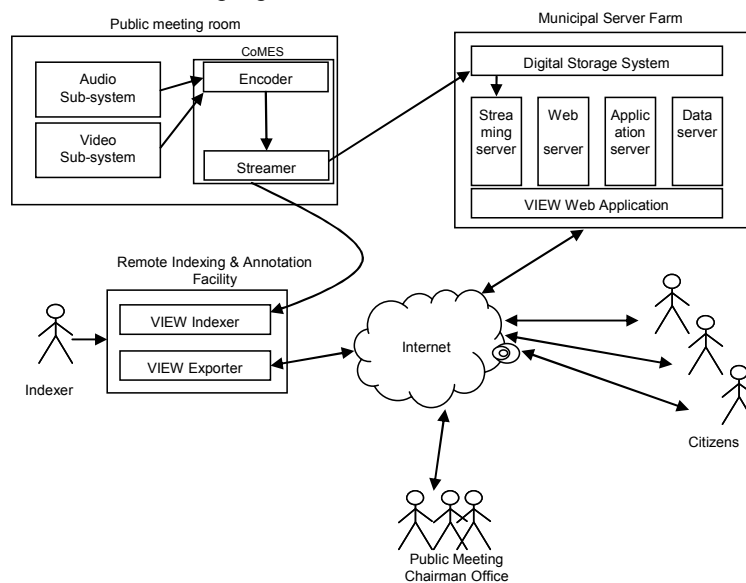 Public meeting room
CoMES
Audio
Sub-system
Video
Sub-system
Encoder
Streamer
Municipal Server Farm
Digital Storage System
Strea
ming
server
Web
server
Applic
ation
server
Data
server
VIEW Web Application
Remote Indexing & Annotation
Facility
VIEW Indexer
VIEW Exporter
Indexer
Internet
Citizens
Public Meeting
Chairman Office